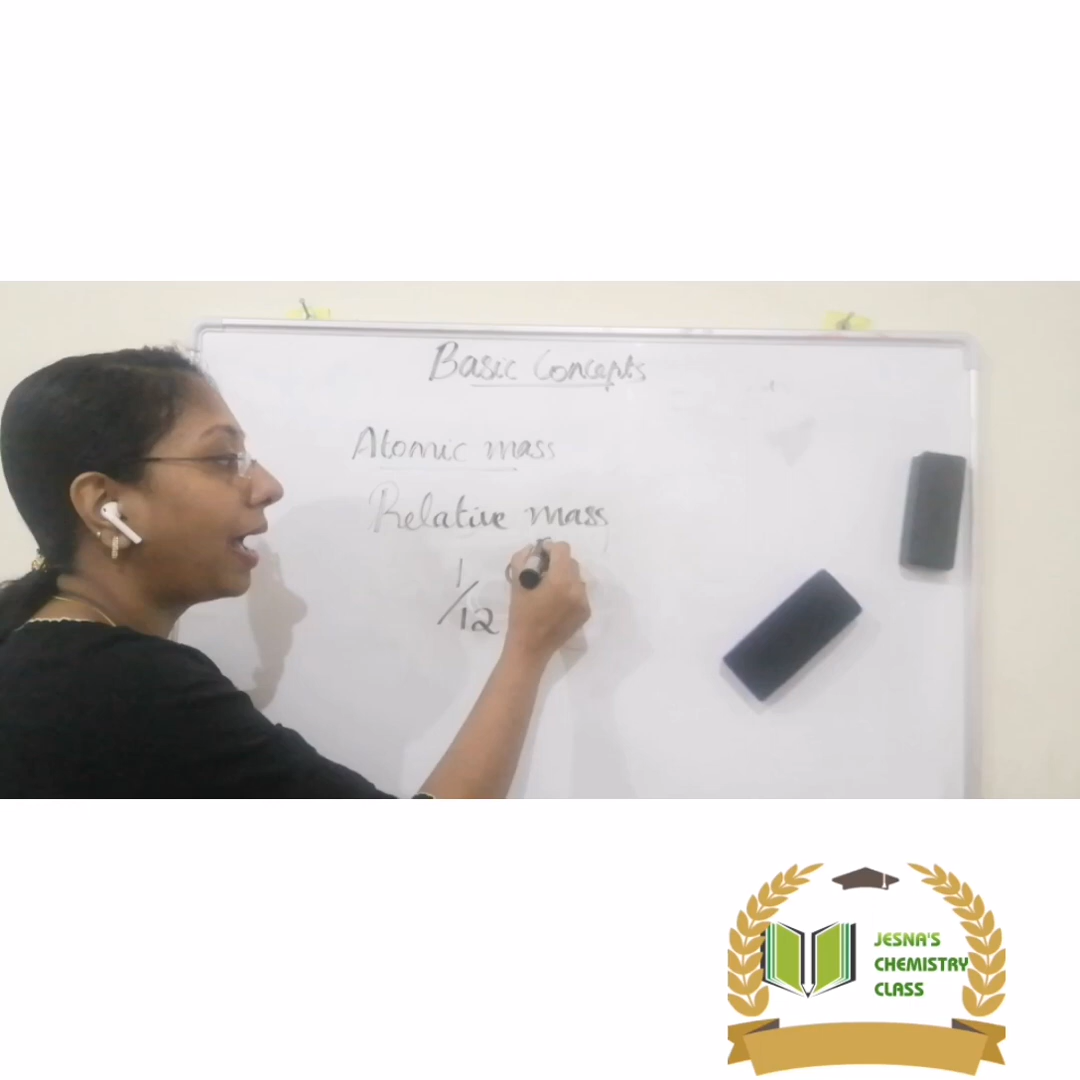 Basic Concepts
Atomic mass
Relative mass
1/12
JESNA'S
CHEMISTRY
CLASS